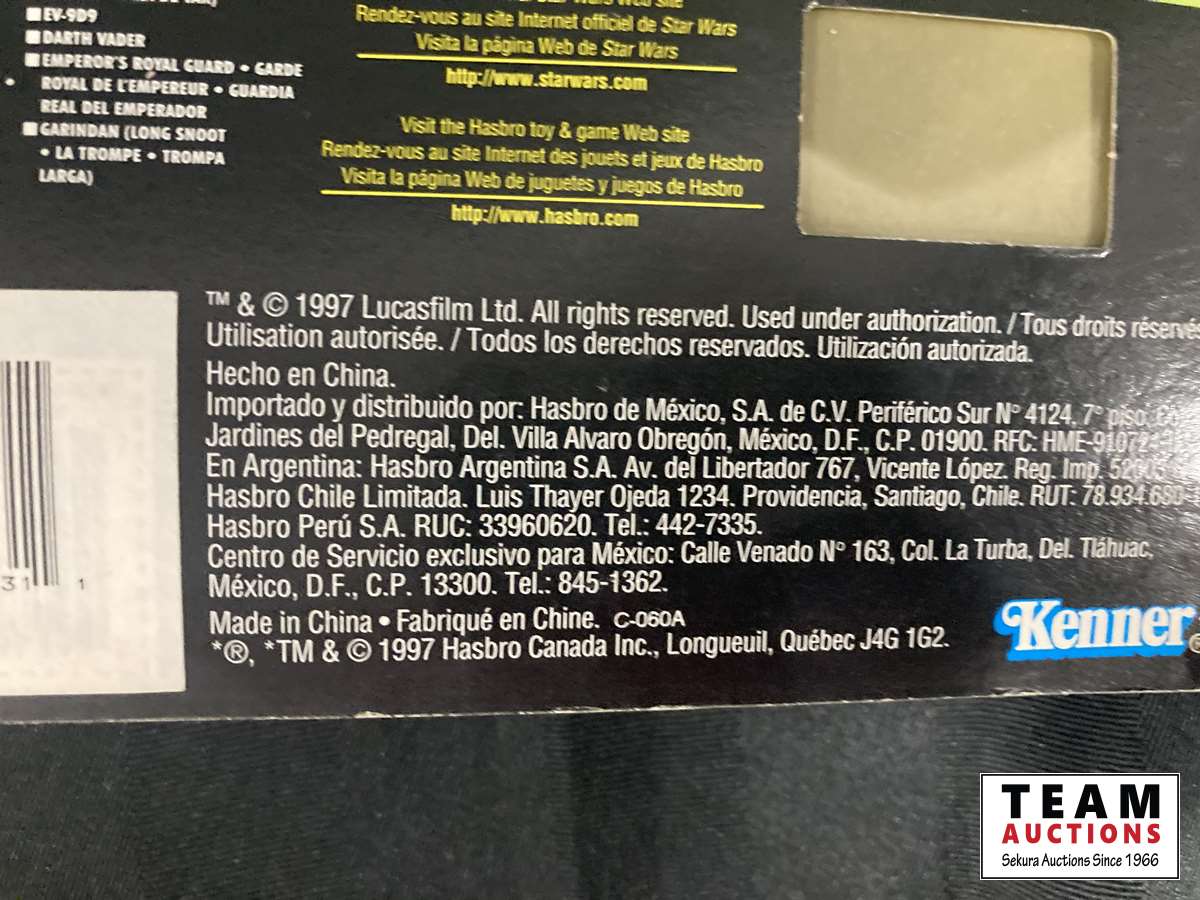 ■EV-9D9
■DARTH VADER
■EMPEROR'S ROYAL GUARD • GARDE
ROYAL DE L'EMPEREUR • GUARDIA
REAL DEL EMPERADOR
■GARINDAN (LONG SNOOT
• LA TROMPE • TROMPA
LARGA)
Rendez-vous au site Internet officiel de Star Wars
Visita la página Web de Star Wars
http://www.starwars.com
Visit the Hasbro toy & game Web site
Rendez-vous au site Internet des jouets et jeux de Hasbro
Visita la página Web de juguetes y juegos de Hasbro
http://www.hasbro.com
™ & © 1997 Lucasfilm Ltd. All rights reserved. Used under authorization. / Tous droits
Utilisation autorisée. / Todos los derechos reservados. Utilización autorizada.
Hecho en China.
Importado y distribuido por: Hasbro de México, S.A. de C.V. Periférico Sur N° 4124, 7° piso,
Jardines del Pedregal, Del. Villa Alvaro Obregón, México, D.F., C.P. 01900. RFC:
En Argentina: Hasbro Argentina S.A. Av. del Libertador 767, Vicente López. Reg. Imp.
Hasbro Chile Limitada. Luis Thayer Ojeda 1234. Providencia, Santiago, Chile. RUT:
Hasbro Perú S.A. RUC: 33960620. Tel.: 442-7335.
Centro de Servicio exclusivo para México: Calle Venado N° 163, Col. La Turba, Del. Tláhuac,
México, D.F., C.P. 13300. Tel.: 845-1362.
Made in China • Fabriqué en Chine. C-060A
*®, *TM & © 1997 Hasbro Canada Inc., Longueuil, Québec J4G 1G2.
Kenner
31 1
TEAM
AUCTIONS
Sekura Auctions Since 1966